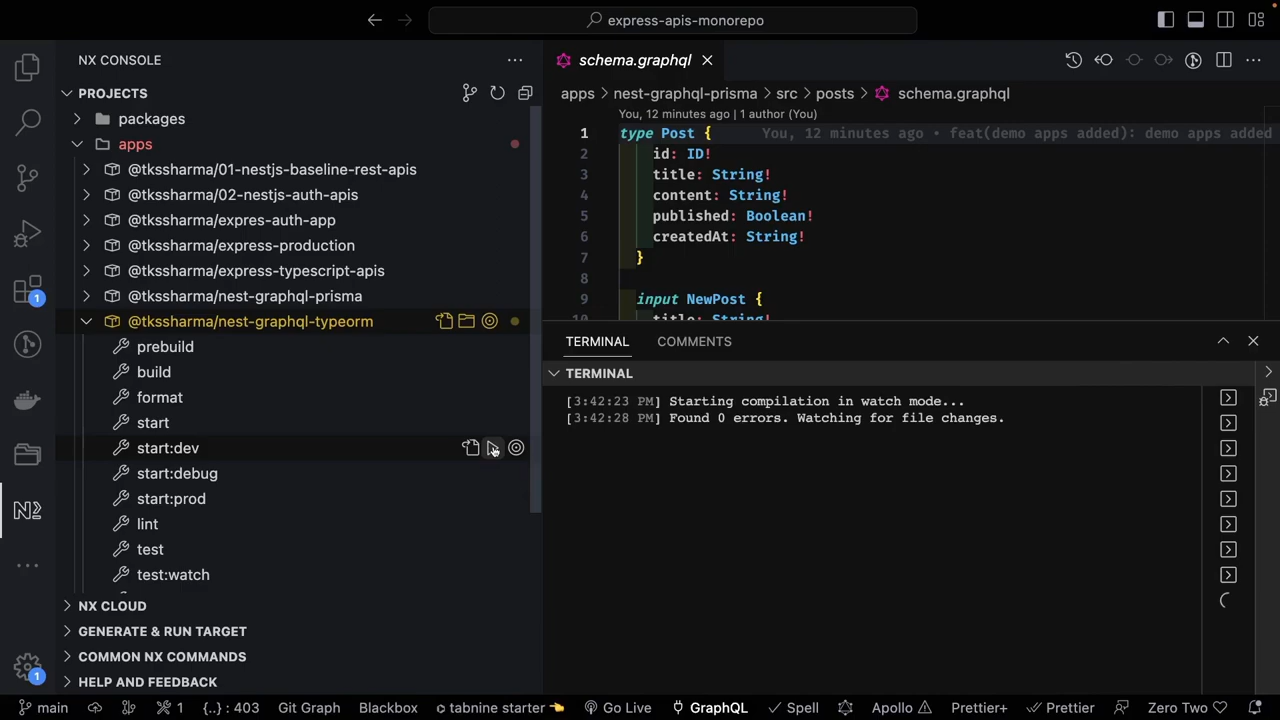 express-apis-monorepo
NX CONSOLE
PROJECTS
packages
apps
@tkssharma/01-nestjs-baseline-rest-apis
@tkssharma/02-nestjs-auth-apis
@tkssharma/expres-auth-app
@tkssharma/express-production
@tkssharma/express-typescript-apis
@tkssharma/nest-graphql-prisma
@tkssharma/nest-graphql-typeorm
prebuild
build
format
start
start:dev
start:debug
start:prod
lint
test
test:watch
NX CLOUD
GENERATE & RUN TARGET
COMMON NX COMMANDS
HELP AND FEEDBACK
1
1
schema.graphql
apps > nest-graphql-prisma > src > posts > schema.graphql
You, 12 minutes ago | 1 author (You)
1 type Post { You, 12 minutes ago • feat(demo apps added): demo apps added
2 id: ID!
3 title: String!
4 content: String!
5 published: Boolean!
6 createdAt: String!
7 }
8
9 input NewPost {
10 title: String!
TERMINAL COMMENTS
TERMINAL
[3:42:23 PM] Starting compilation in watch mode...
[3:42:28 PM] Found 0 errors. Watching for file changes.
main 1 {..} : 403 Git Graph Blackbox tabnine starter Go Live GraphQL Spell Apollo Prettier+ Prettier Zero Two